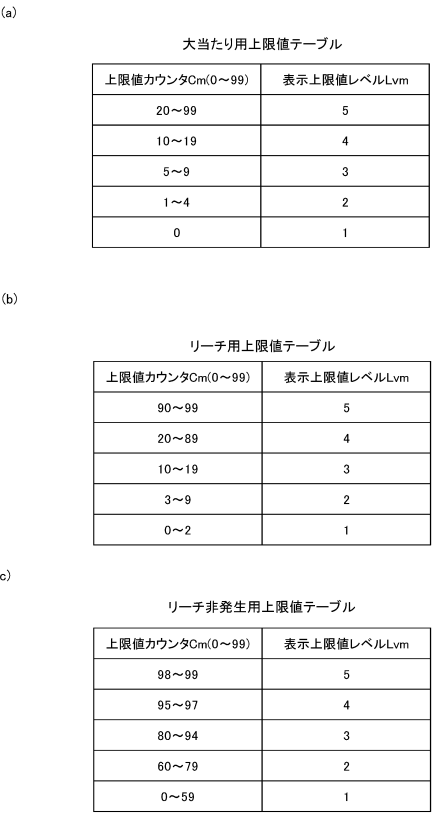 (a)
大当たり用上限値テーブル
上限値カウンタCm(0～99) 表示上限値レベルLvm
20～99 5
10～19 4
5～9 3
1～4 2
0 1
(b)
リーチ用上限値テーブル
上限値カウンタCm(0～99) 表示上限値レベルLvm
90～99 5
20～89 4
10～19 3
3～9 2
0～2 1
c)
リーチ非発生用上限値テーブル
上限値カウンタCm(0～99) 表示上限値レベルLvm
98～99 5
95～97 4
80～94 3
60～79 2
0～59 1